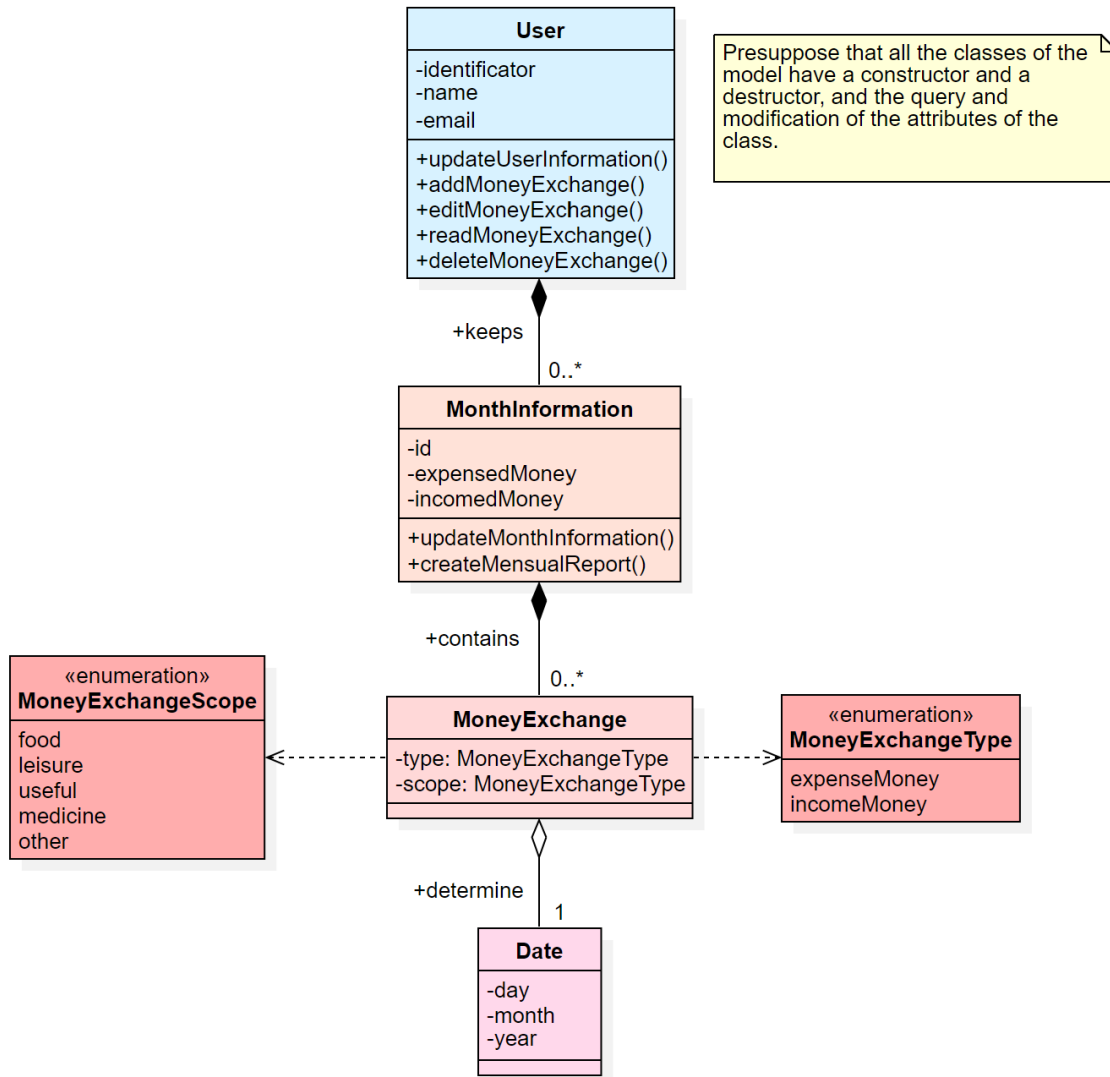 User
-identificator
-name
-email
+updateUserInformation()
+addMoneyExchange()
+editMoneyExchange()
+readMoneyExchange()
+deleteMoneyExchange()
Presuppose that all the classes of the
model have a constructor and a
destructor, and the query and
modification of the attributes of the
class.
+keeps
0..*
MonthInformation
-id
-expensedMoney
-incomedMoney
+updateMonthInformation()
+createMensualReport()
+contains
0..*
«enumeration»
MoneyExchangeScope
food
leisure
useful
medicine
other
MoneyExchange
-type: MoneyExchangeType
-scope: MoneyExchangeType
«enumeration»
MoneyExchangeType
expenseMoney
incomeMoney
+determine
1
Date
-day
-month
-year